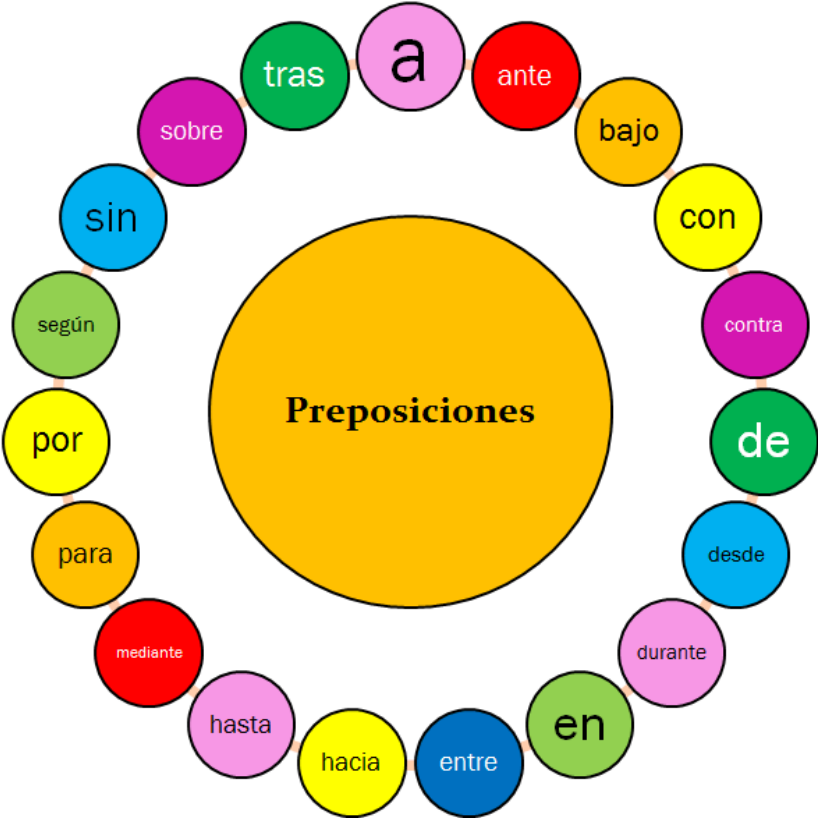 a
ante
bajo
con
contra
de
desde
durante
en
entre
hacia
hasta
mediante
para
por
según
sin
sobre
tras
Preposiciones